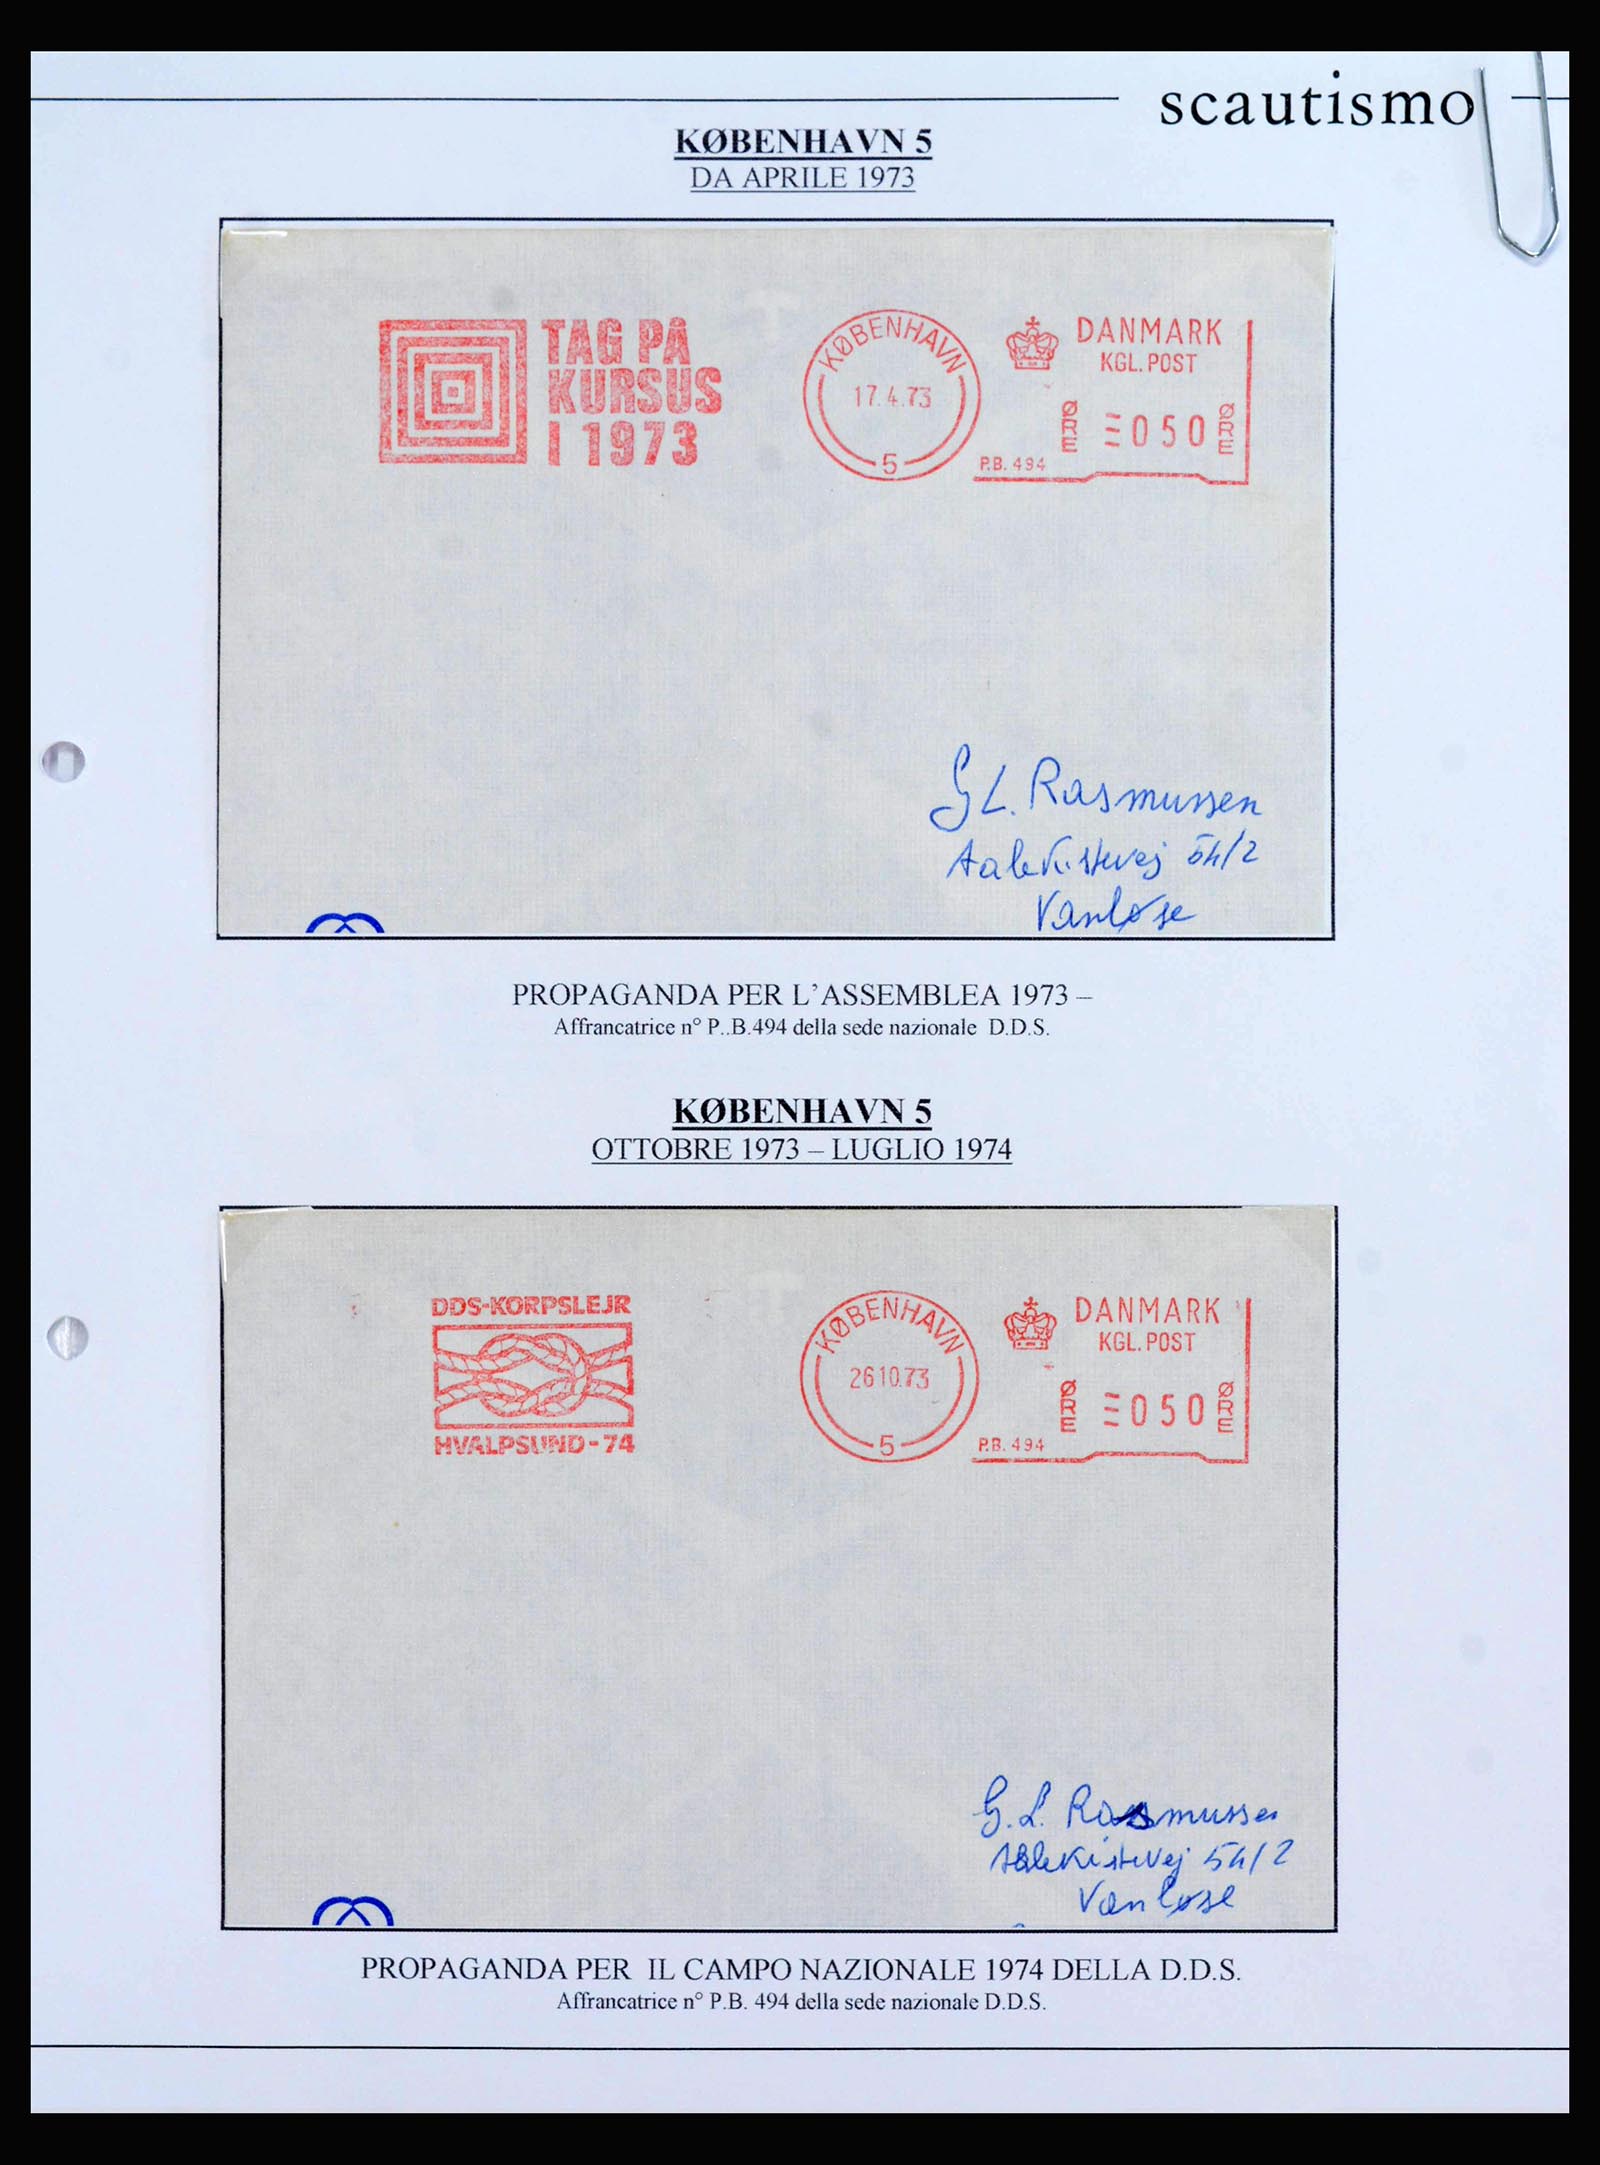 scautismo
KØBENHAVN 5
DA APRILE 1973
TAG PÅ
KURSUS
I 1973
KØBENHAVN
17.4.73
5
DANMARK
KGL. POST
ØRE
050
ØRE
P.B. 494
G L. Rasmussen
Aalekistevej 54/2
Vanløse
PROPAGANDA PER L'ASSEMBLEA 1973 –
Affrancatrice n° P..B.494 della sede nazionale D.D.S.
KØBENHAVN 5
OTTOBRE 1973 – LUGLIO 1974
DDS-KORPSLEJR
HVALPSUND-74
KØBENHAVN
2610.73
5
DANMARK
KGL. POST
ØRE
050
ØRE
P.B. 494
G. L. Rasmussen
Aalekistevej 54/2
Vanløse
PROPAGANDA PER IL CAMPO NAZIONALE 1974 DELLA D.D.S.
Affrancatrice n° P.B. 494 della sede nazionale D.D.S.